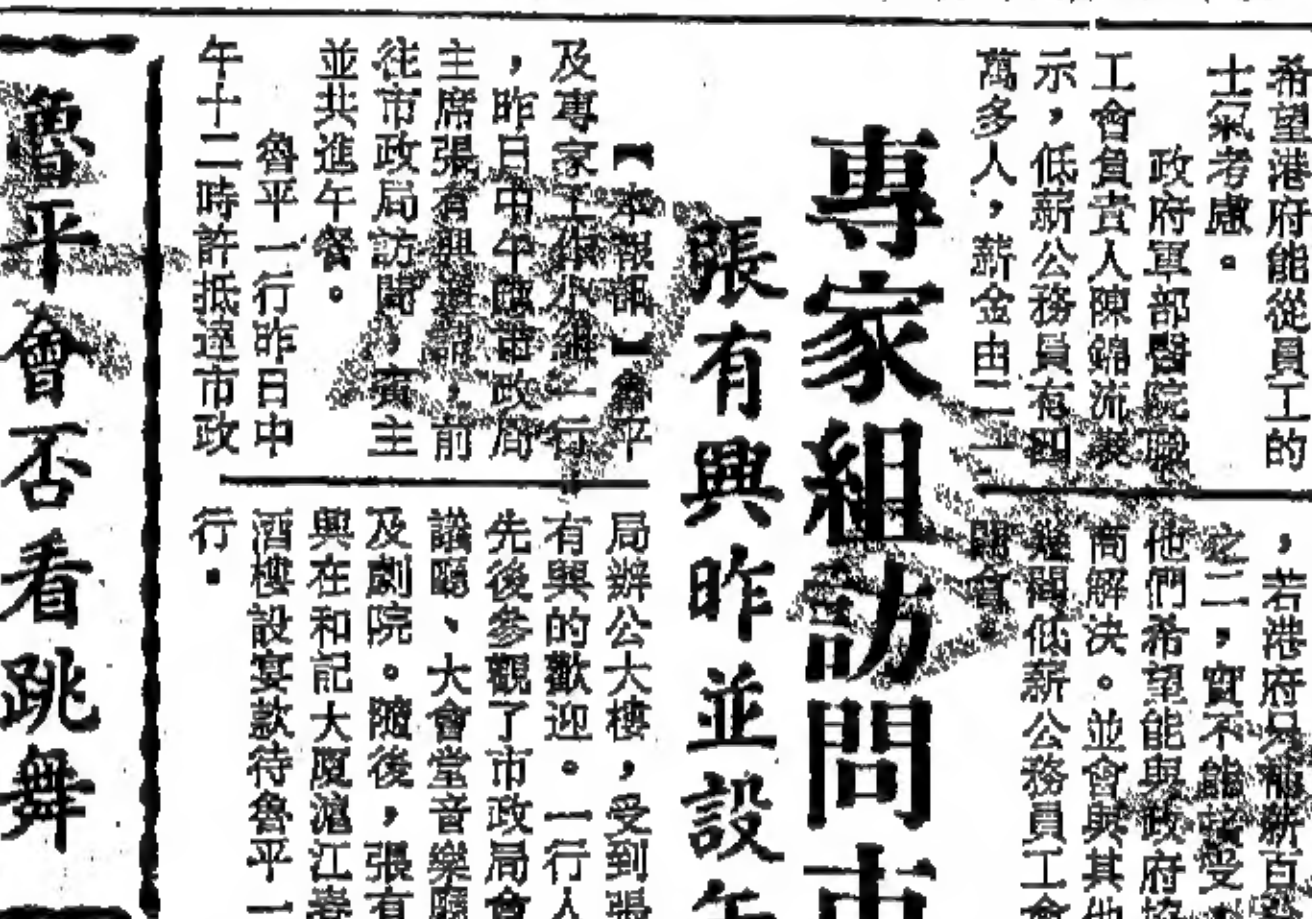 希望港府能從員工的
士氣考慮。
政府軍部醫院職
工會負責人陳錦流表
示，低薪公務員有四
萬多人，薪金由二
，若港府只補薪百分
之二，實不能接受，
他們希望能與政府協
商解決。並會與其他
幾間低薪公務員工會
開會。
專家組訪問市
張有興昨並設午
【本報訊】魯平
及專家工作小組一行
，昨日中午應市政局
主席張有興邀請，前
往市政局訪問，賓主
並共進午餐。
魯平一行昨日中
午十二時許抵達市政
局辦公大樓，受到張
有興的歡迎。一行人
先後參觀了市政局會
議廳、大會堂音樂廳
及劇院。隨後，張有
興在和記大廈滬江春
酒樓設宴款待魯平一
行。
魯平會否看跳舞